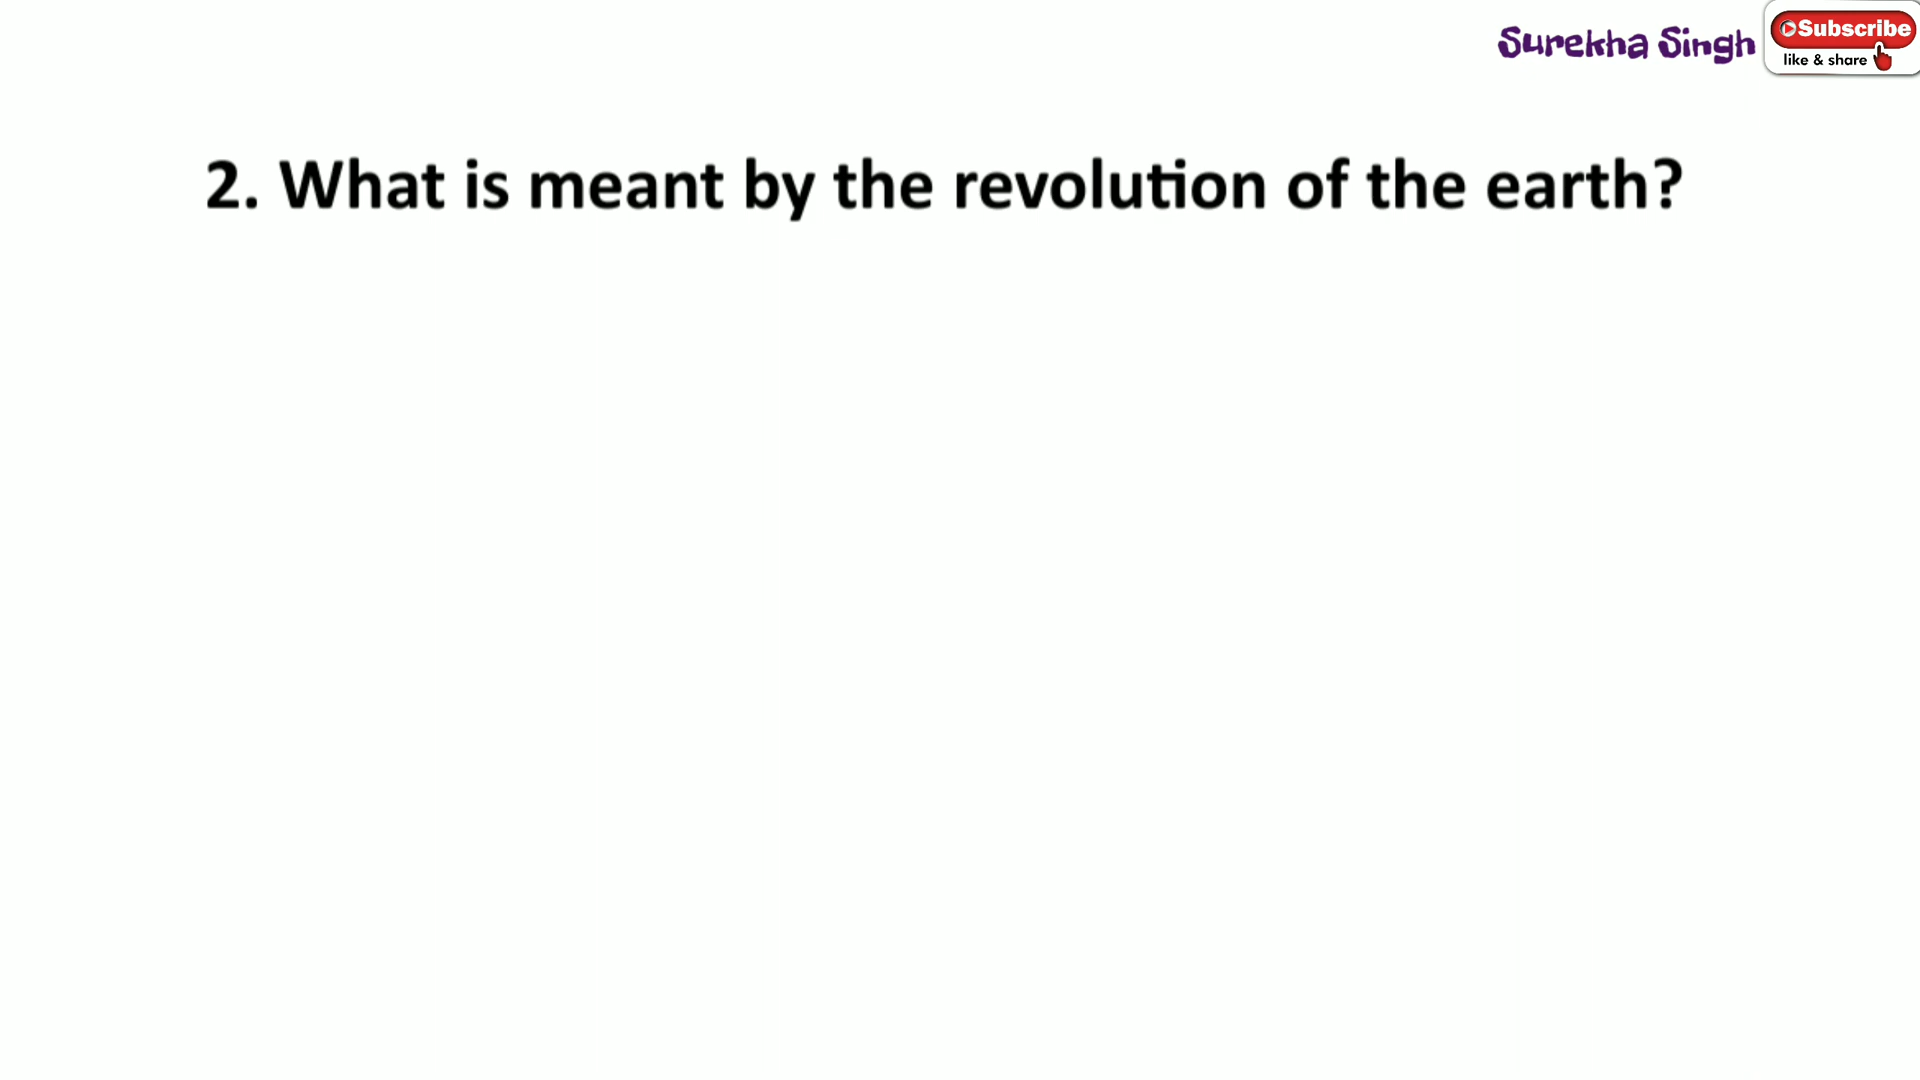 Surekha Singh
Subscribe
like & share
2. What is meant by the revolution of the earth?